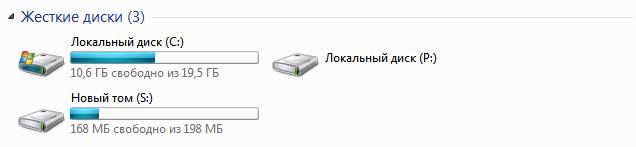 Жесткие диски (3)
Локальный диск (C:)
10,6 ГБ свободно из 19,5 ГБ
Локальный диск (P:)
Новый том (S:)
168 МБ свободно из 198 МБ